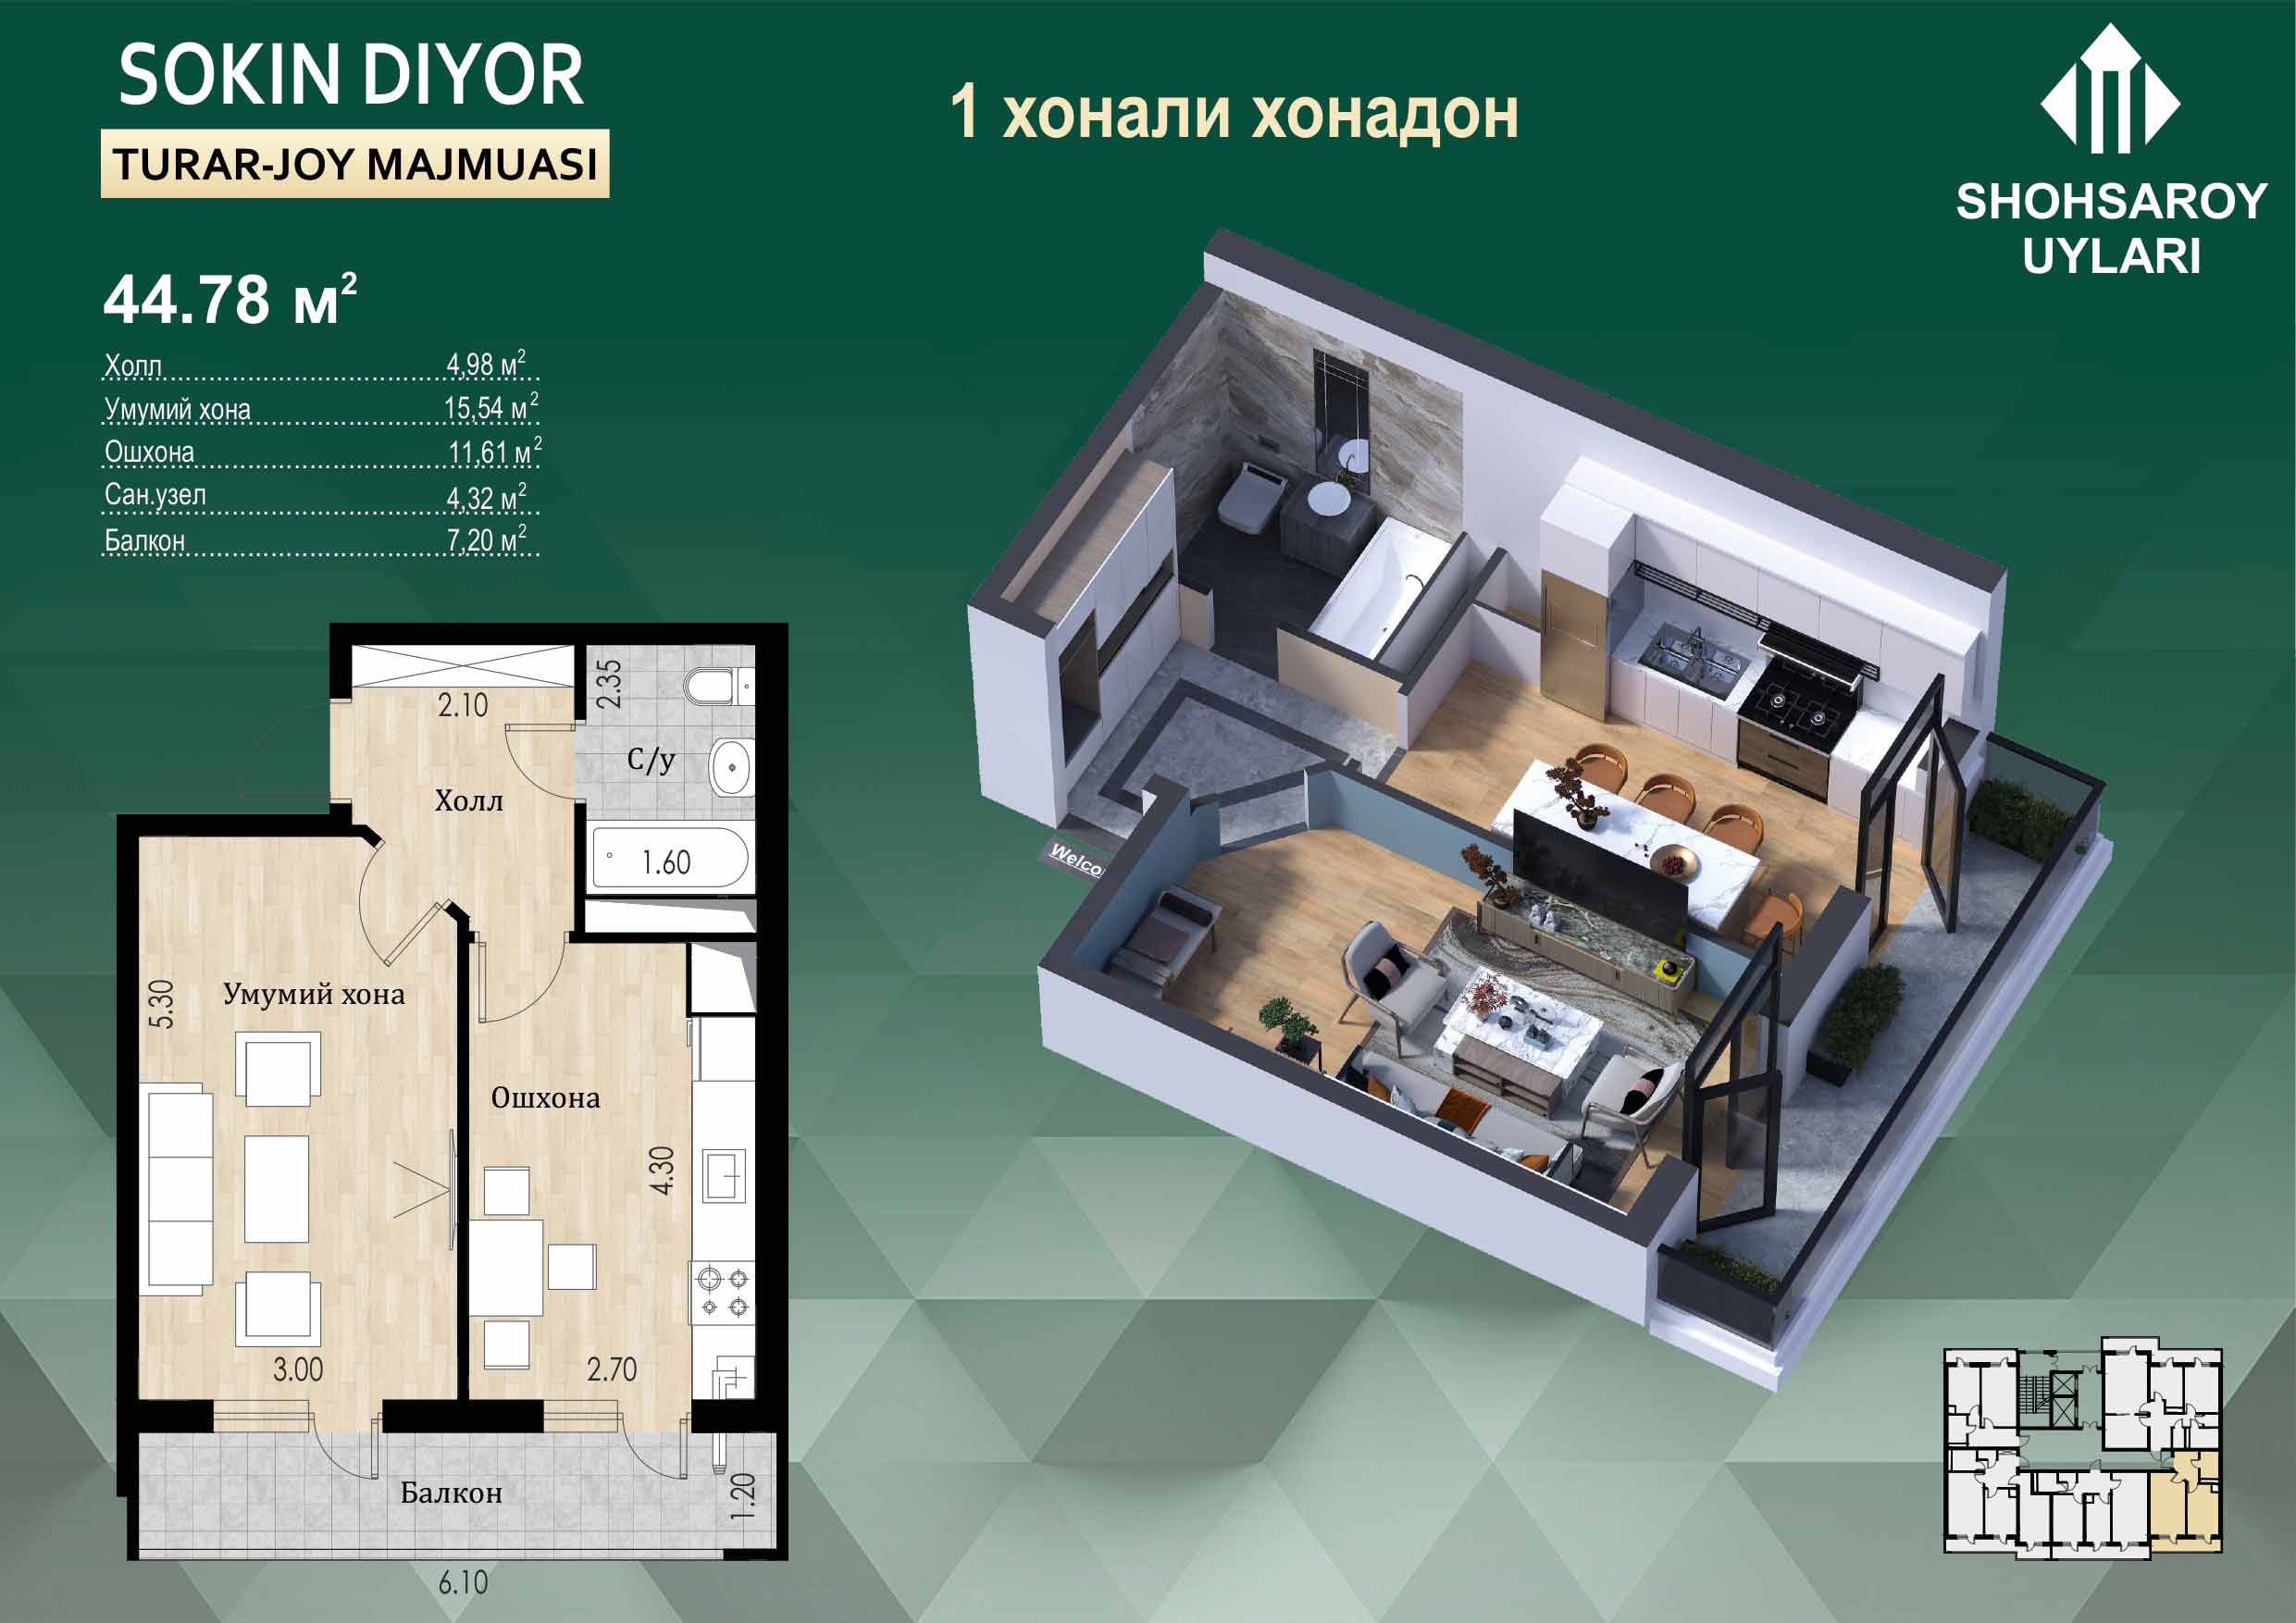 SOKIN DIYOR
TURAR-JOY MAJMUASI
1 хонали хонадон
SHOHSAROY
UYLARI
44.78 м²
Холл 4,98 м²
Умумий хона 15,54 м²
Ошхона 11,61 м²
Сан.узел 4,32 м²
Балкон 7,20 м²
2.10
2.35
С/у
Холл
1.60
Welco
5.30
Умумий хона
Ошхона
4.30
3.00
2.70
Балкон
1.20
6.10